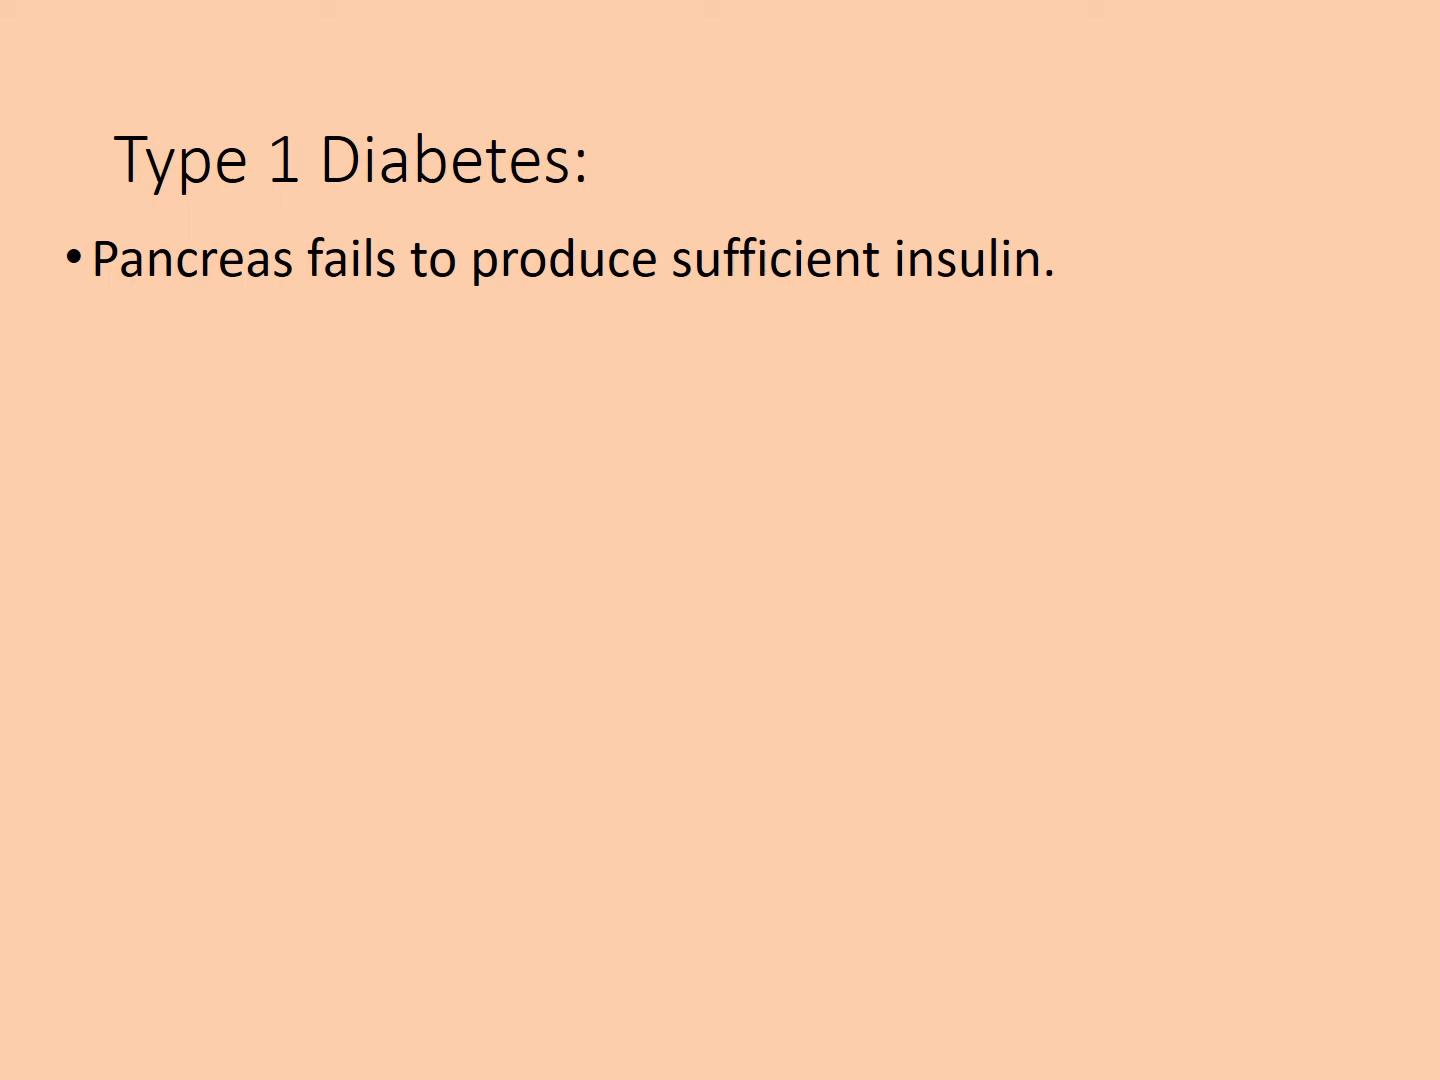 Type 1 Diabetes:
• Pancreas fails to produce sufficient insulin.